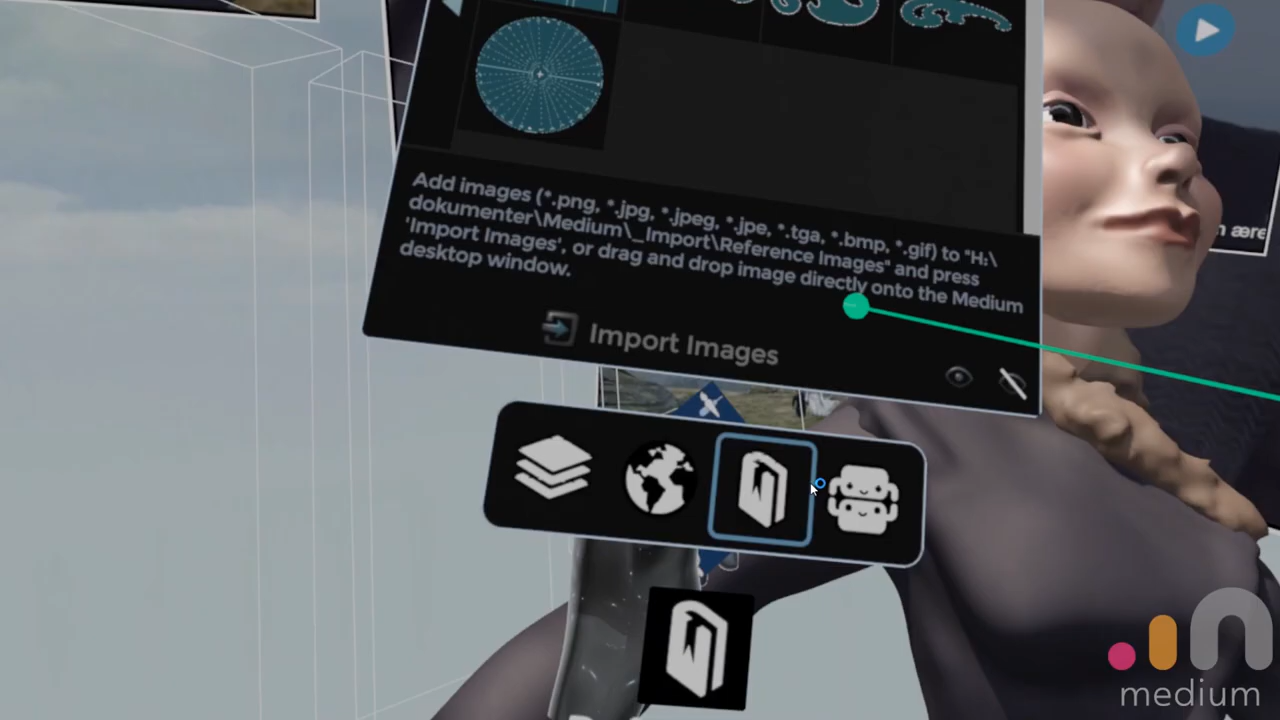 Add images (*.png, *.jpg, *.jpeg, *.jpe, *.tga, *.bmp, *.gif) to "H:\
dokumenter\Medium\_Import\Reference Images" and press
'Import Images', or drag and drop image directly onto the Medium
desktop window.
Import Images
ære
medium